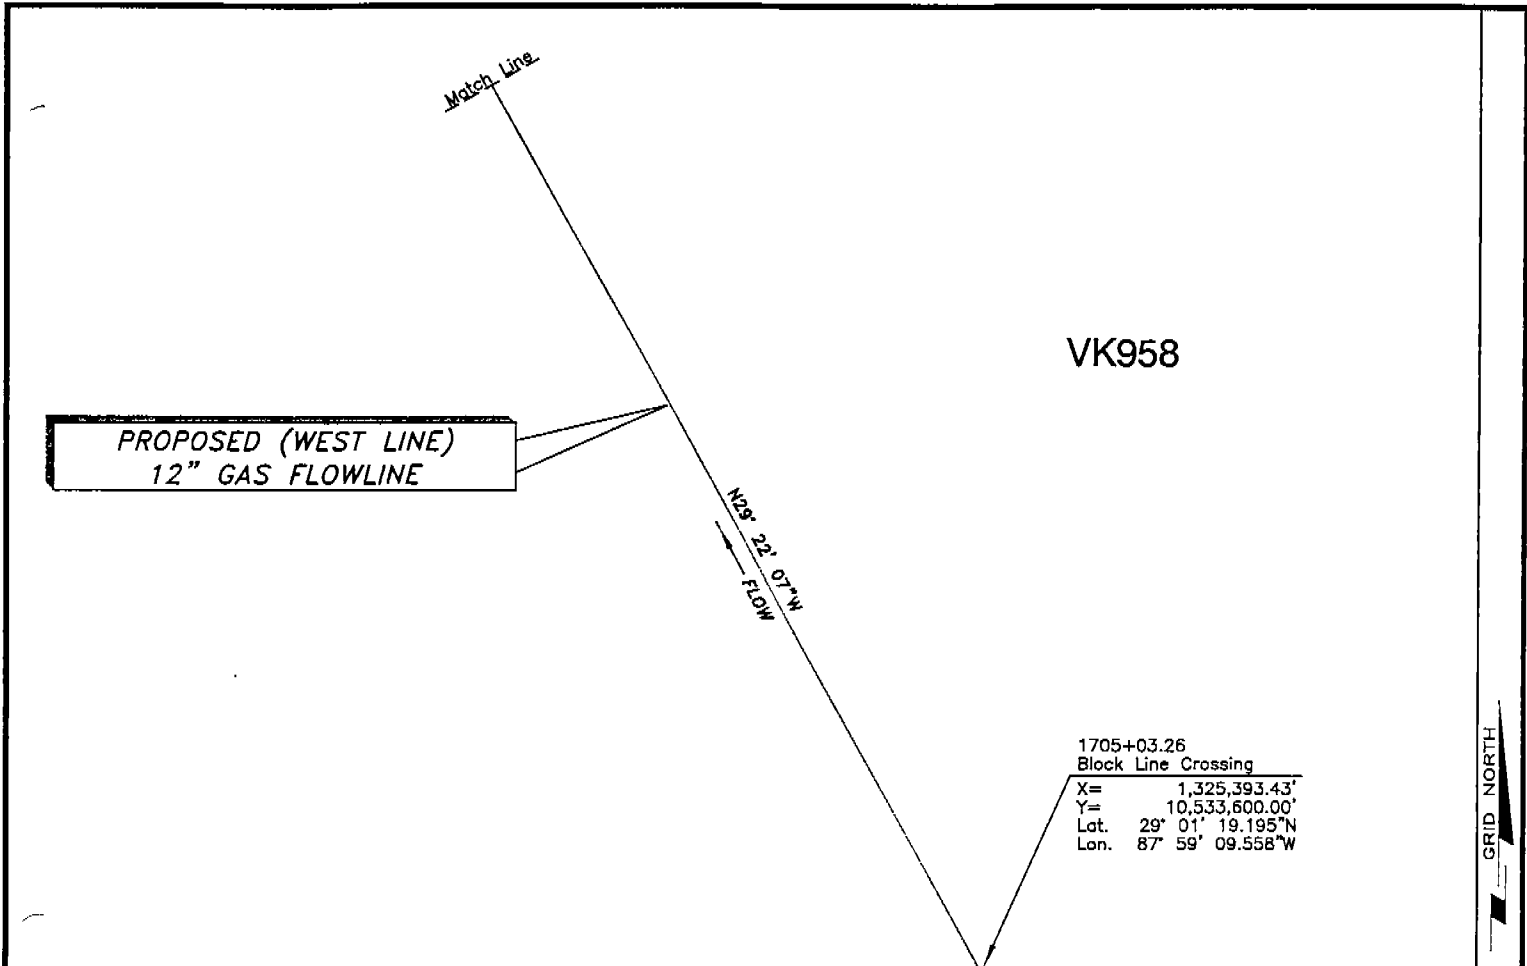 Match Line
VK958
PROPOSED (WEST LINE)
12" GAS FLOWLINE
N29° 22' 07"W
FLOW
1705+03.26
Block Line Crossing
X= 1,325,393.43'
Y= 10,533,600.00'
Lat. 29° 01' 19.195"N
Lon. 87° 59' 09.558"W
GRID NORTH